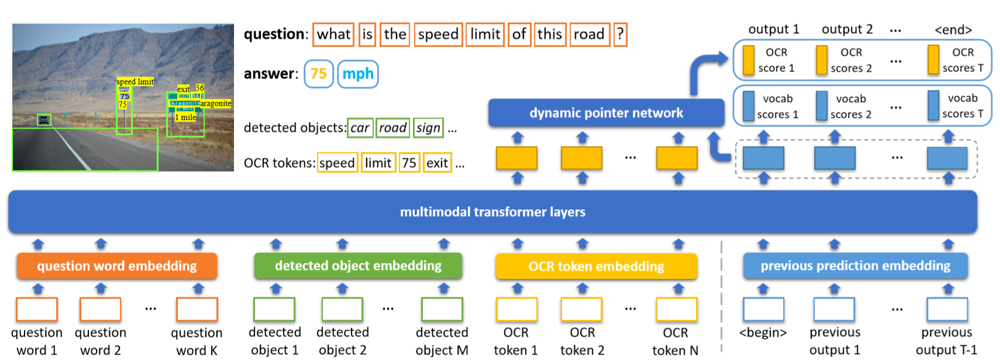 question: what is the speed limit of this road ?
answer: 75 mph
detected objects: car road sign ...
OCR tokens: speed limit 75 exit ...
speed limit
75
75
exit 56
EXIT 56
Aragonite aragonite
1 MILE
1 mile
output 1 output 2 ... <end>
OCR score 1 OCR scores 2 ... OCR scores T
vocab scores 1 vocab scores 2 ... vocab scores T
dynamic pointer network
... ...
multimodal transformer layers
question word embedding detected object embedding OCR token embedding previous prediction embedding
... ... ... ...
question word 1 question word 2 question word K
detected object 1 detected object 2 detected object M
OCR token 1 OCR token 2 OCR token N
<begin> previous output 1 previous output T-1